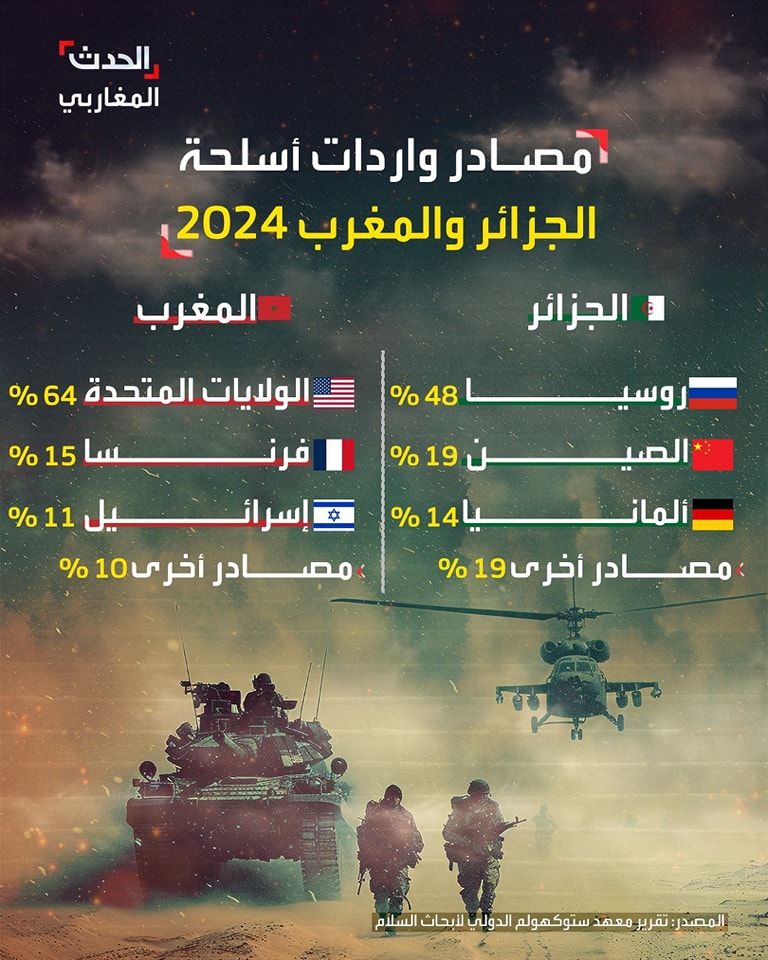 الحدث
المغاربي
مصادر واردات أسلحة
الجزائر والمغرب 2024
الجزائر
روسيا 48 %
الصين 19 %
ألمانيا 14 %
مصادر أخرى 19 %
المغرب
الولايات المتحدة 64 %
فرنسا 15 %
إسرائيل 11 %
مصادر أخرى 10 %
المصدر: تقرير معهد ستوكهولم الدولي لأبحاث السلام